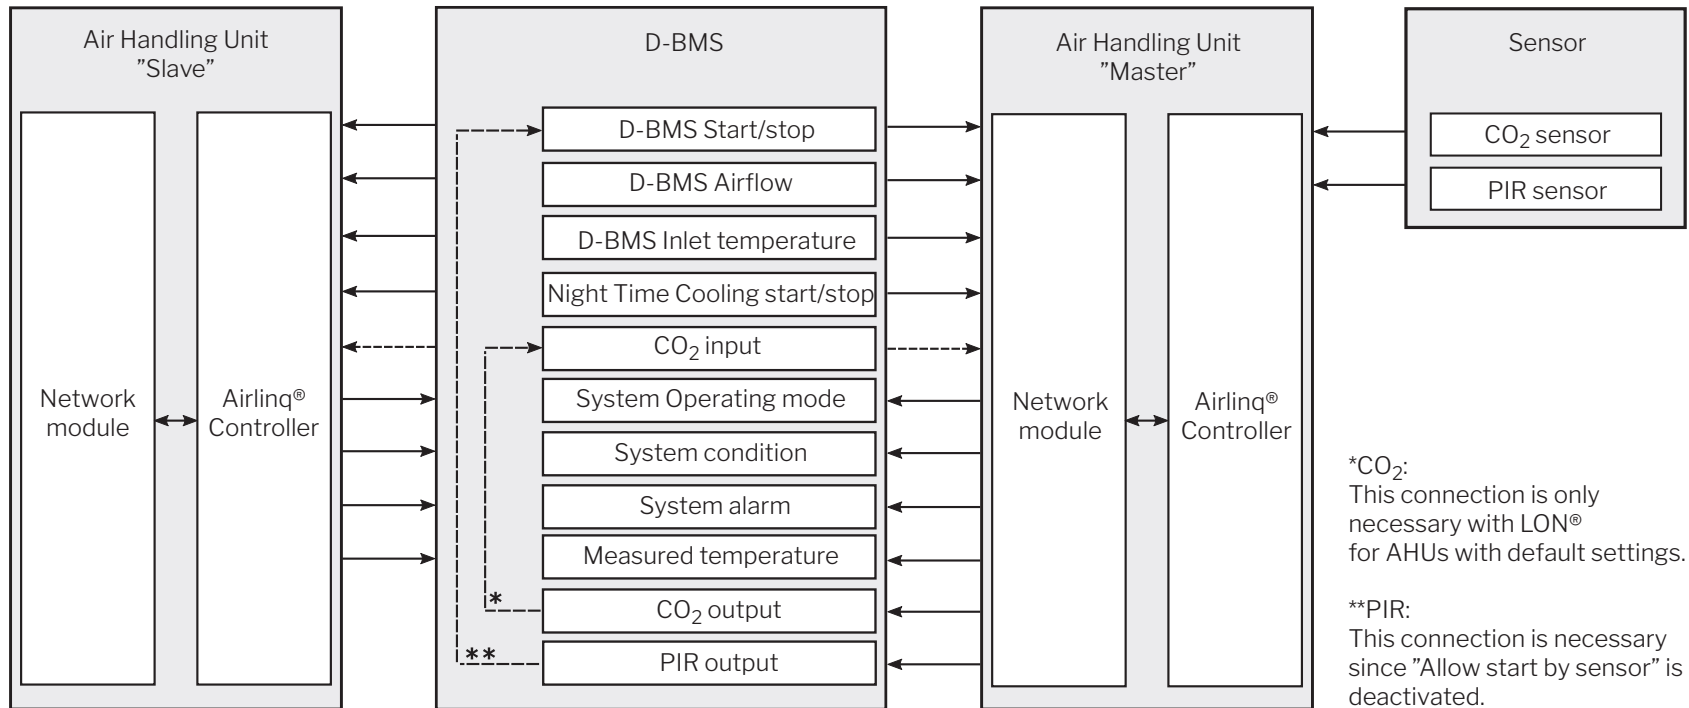 Air Handling Unit
”Slave”
Network
module
Airlinq®
Controller
D-BMS
D-BMS Start/stop
D-BMS Airflow
D-BMS Inlet temperature
Night Time Cooling start/stop
CO₂ input
System Operating mode
System condition
System alarm
Measured temperature
*
CO₂ output
**
PIR output
Air Handling Unit
”Master”
Network
module
Airlinq®
Controller
Sensor
CO₂ sensor
PIR sensor
*CO₂:
This connection is only
necessary with LON®
for AHUs with default settings.
**PIR:
This connection is necessary
since ”Allow start by sensor” is
deactivated.